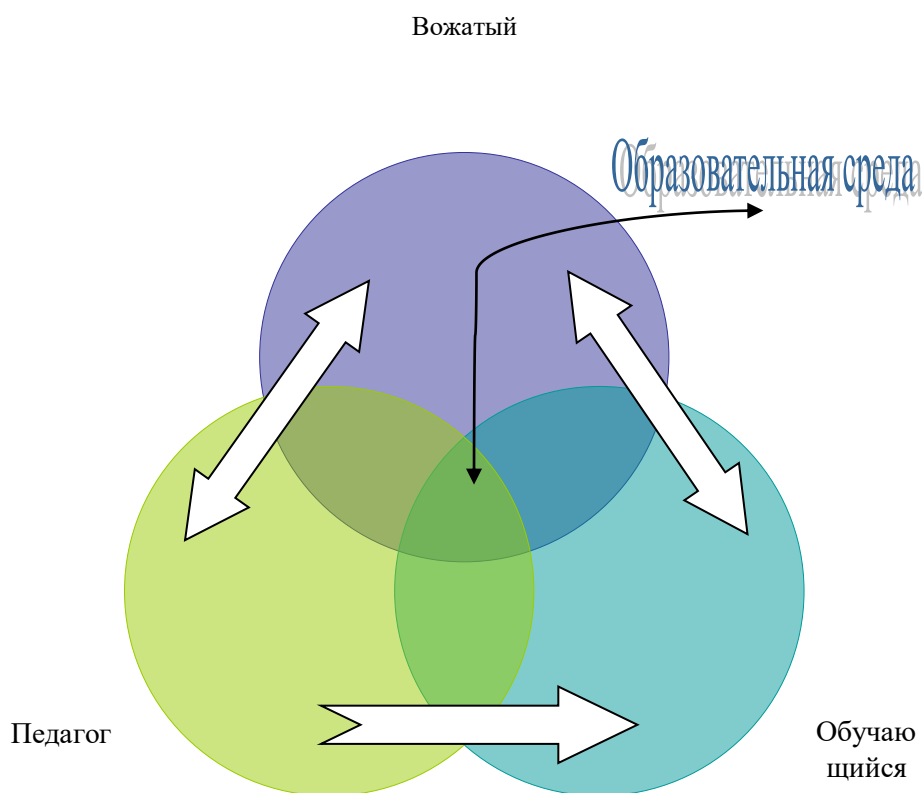 Вожатый
Образовательная среда
Педагог
Обучаю
щийся